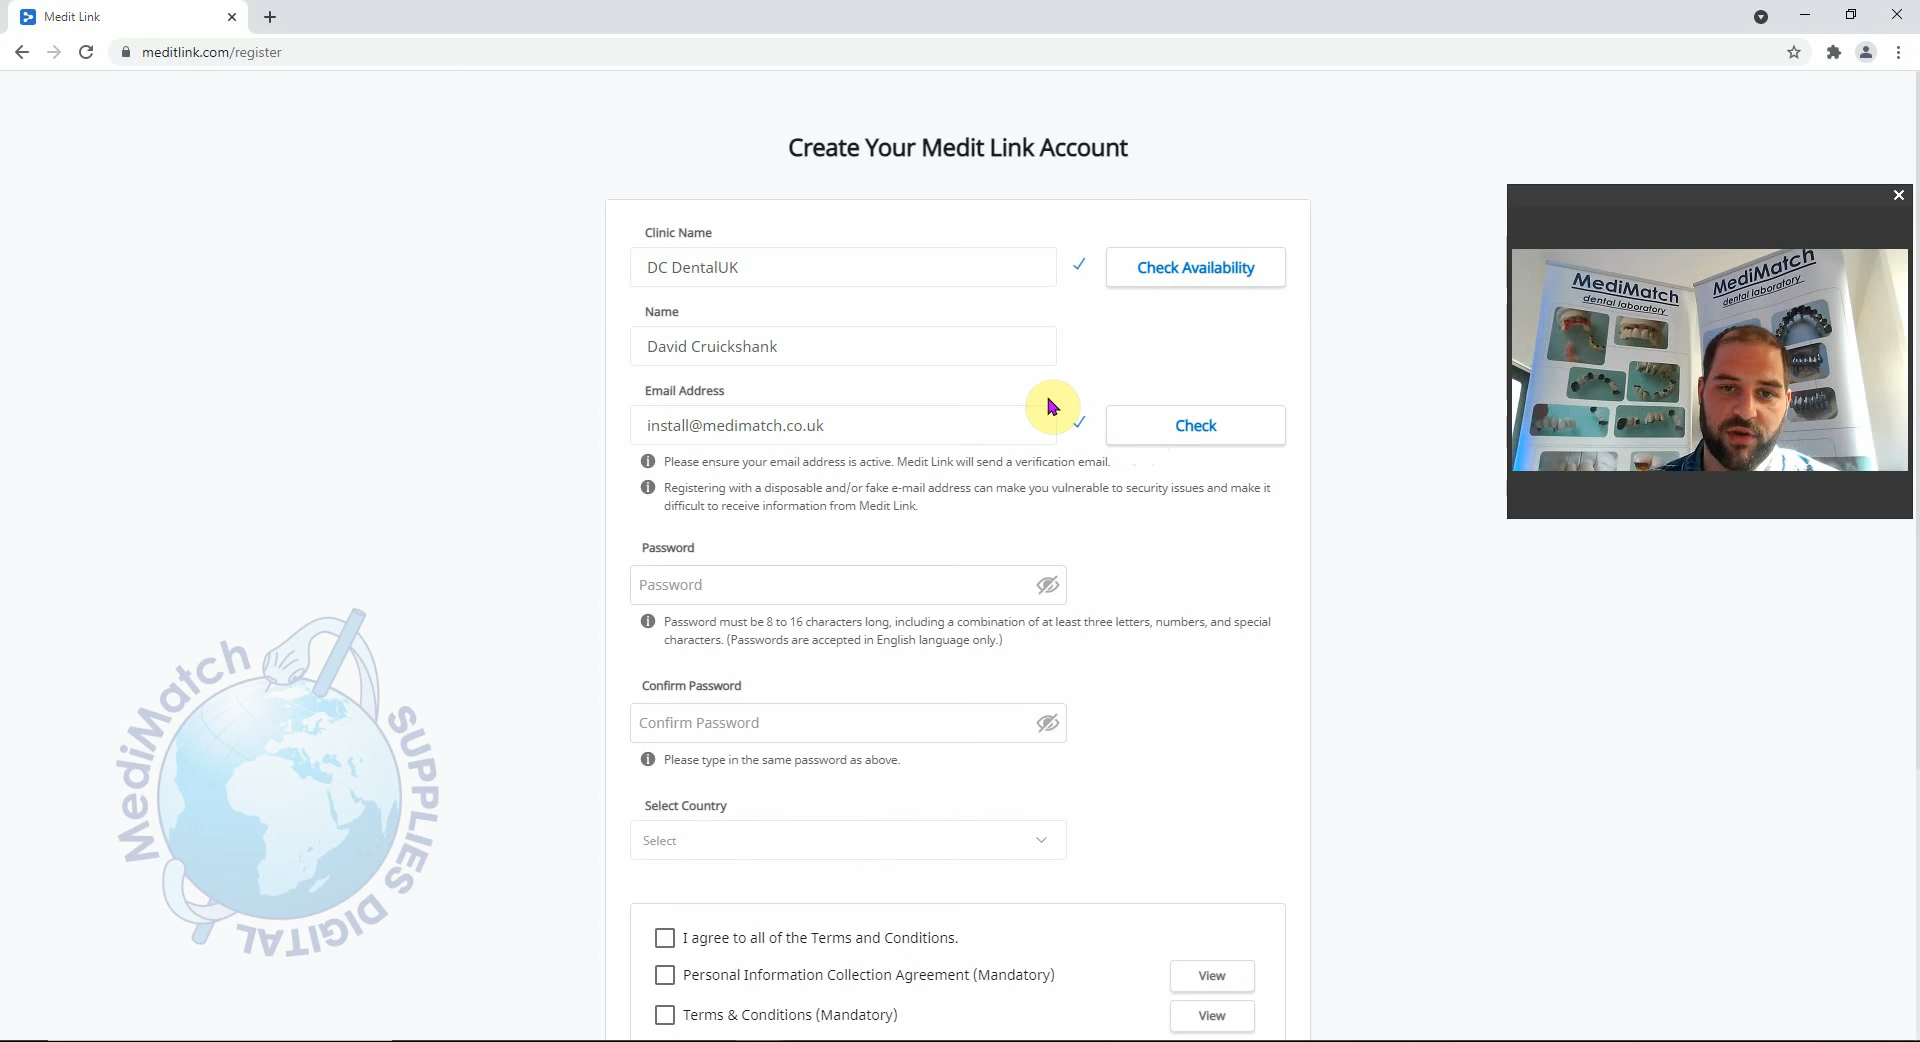 Medit Link
meditlink.com/register
Create Your Medit Link Account
Clinic Name
DC DentalUK
Check Availability
Name
David Cruickshank
Email Address
install@medimatch.co.uk
Check
Please ensure your email address is active. Medit Link will send a verification email.
Registering with a disposable and/or fake e-mail address can make you vulnerable to security issues and make it
difficult to receive information from Medit Link.
Password
Password
Password must be 8 to 16 characters long, including a combination of at least three letters, numbers, and special
characters. (Passwords are accepted in English language only.)
Confirm Password
Confirm Password
Please type in the same password as above.
Select Country
Select
I agree to all of the Terms and Conditions.
Personal Information Collection Agreement (Mandatory)
View
Terms & Conditions (Mandatory)
View
MediMatch
dental laboratory
MediMatch
dental laboratory
MediMatch
SUPPLIES DIGITAL